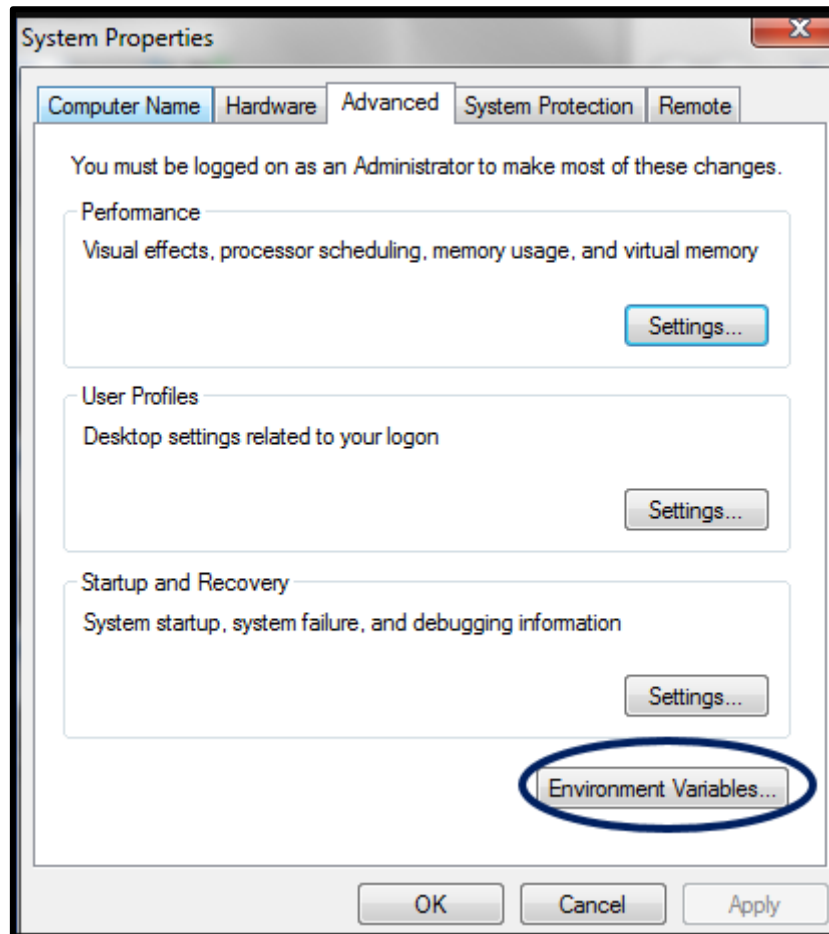 System Properties
Computer Name Hardware Advanced System Protection Remote
You must be logged on as an Administrator to make most of these changes.
Performance
Visual effects, processor scheduling, memory usage, and virtual memory
Settings...
User Profiles
Desktop settings related to your logon
Settings...
Startup and Recovery
System startup, system failure, and debugging information
Settings...
Environment Variables...
OK Cancel Apply